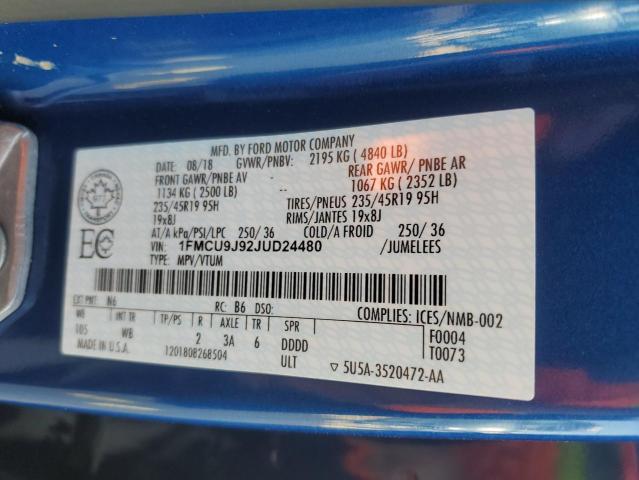 MFD. BY FORD MOTOR COMPANY
DATE: 08/18 GVWR/PNBV: 2195 KG ( 4840 LB)
FRONT GAWR/PNBE AV REAR GAWR/ PNBE AR
1134 KG ( 2500 LB) 1067 KG ( 2352 LB)
235/45R19 95H TIRES/PNEUS 235/45R19 95H
19x8J RIMS/JANTES 19x8J
AT/A kPa/PSI/LPC 250/ 36 COLD/A FROID 250/ 36
VIN: 1FMCU9J92JUD24480 /JUMELEES
TYPE: MPV/VTUM
EC
EXT PNT: N6 RC: B6 DSO: COMPLIES: ICES/NMB-002
WB INT TR TP/PS R AXLE TR SPR F0004
105 WB 2 3A 6 DDDD T0073
MADE IN U.S.A. 1201808268504 ULT 5U5A-3520472-AA